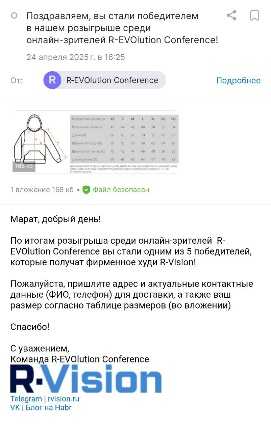 Поздравляем, вы стали победителем
в нашем розыгрыше среди
онлайн-зрителей R-EVOlution Conference!
24 апреля 2025 г. в 16:25
От:
R
R-EVOlution Conference
Подробнее
1 вложение 168 кб • Файл безопасен
Марат, добрый день!
По итогам розыгрыша среди онлайн-зрителей R-
EVOlution Conference вы стали одним из 5 победителей,
которые получат фирменное худи R-Vision!
Пожалуйста, пришлите адрес и актуальные контактные
данные (ФИО, телефон) для доставки, а также ваш
размер согласно таблице размеров (во вложении)
Спасибо!
С уважением,
Команда R-EVOlution Conference
R·Vision
Telegram | rvision.ru
VK | Блог на Habr